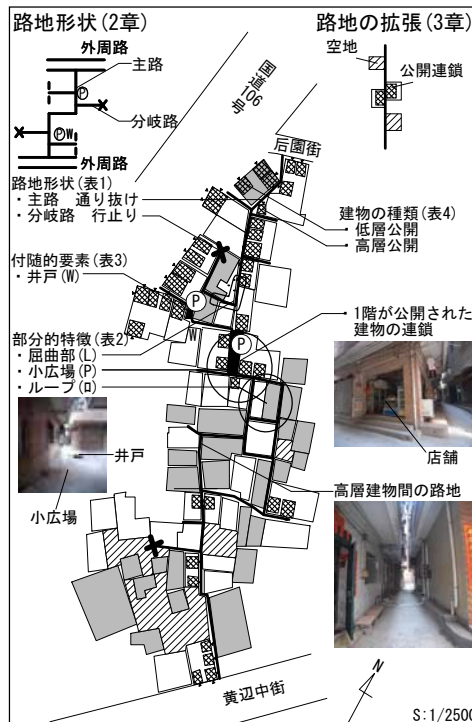 路地形状(2章)
外周路
主路
P
分岐路
PW
外周路
路地の拡張(3章)
空地
公開連鎖
国道106号
后園街
路地形状(表1)
・主路 通り抜け
・分岐路 行止り
建物の種類(表4)
・低層公開
・高層公開
付随的要素(表3)
・井戸(W)
P
W
P
部分的特徴(表2)
・屈曲部(L)
・小広場(P)
・ループ(ロ)
・1階が公開された
建物の連鎖
店舗
井戸
小広場
高層建物間の路地
黄辺中街
N
S:1/2500